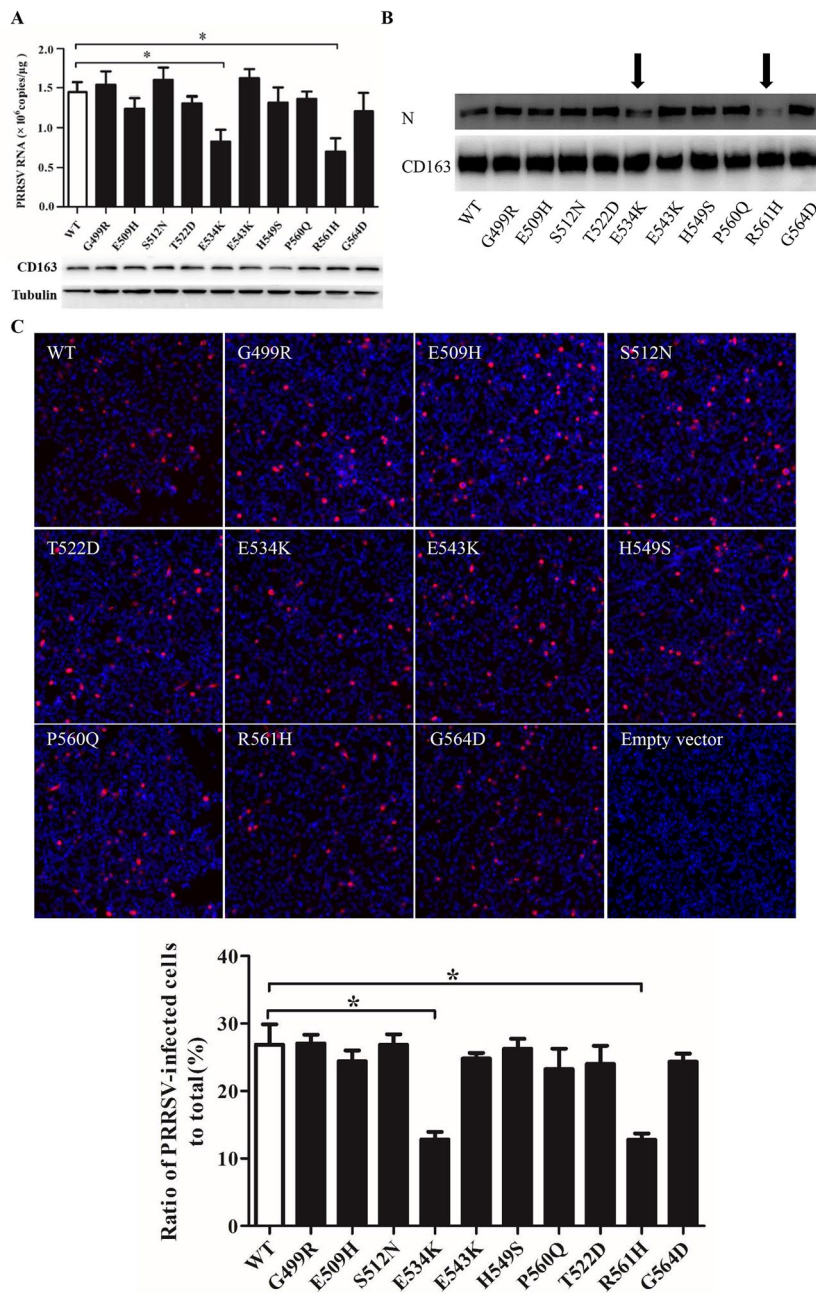 A
PRRSV RNA (× 10⁶copies/μg)
2.0
1.5
1.0
0.5
0
*
*
WT G499R E509H S512N T522D E534K E543K H549S P560Q R561H G564D
CD163
Tubulin
B
N
CD163
WT G499R E509H S512N T522D E534K E543K H549S P560Q R561H G564D
C
WT G499R E509H S512N
T522D E534K E543K H549S
P560Q R561H G564D Empty vector
Ratio of PRRSV-infected cells
to total(%)
40
30
20
10
0
*
*
WT G499R E509H S512N E534K E543K H549S P560Q T522D R561H G564D